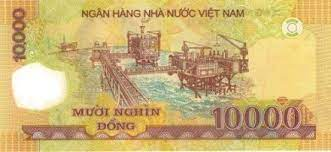 NGÂN HÀNG NHÀ NƯỚC VIỆT NAM
10000
MƯỜI NGHÌN
ĐỒNG
10000